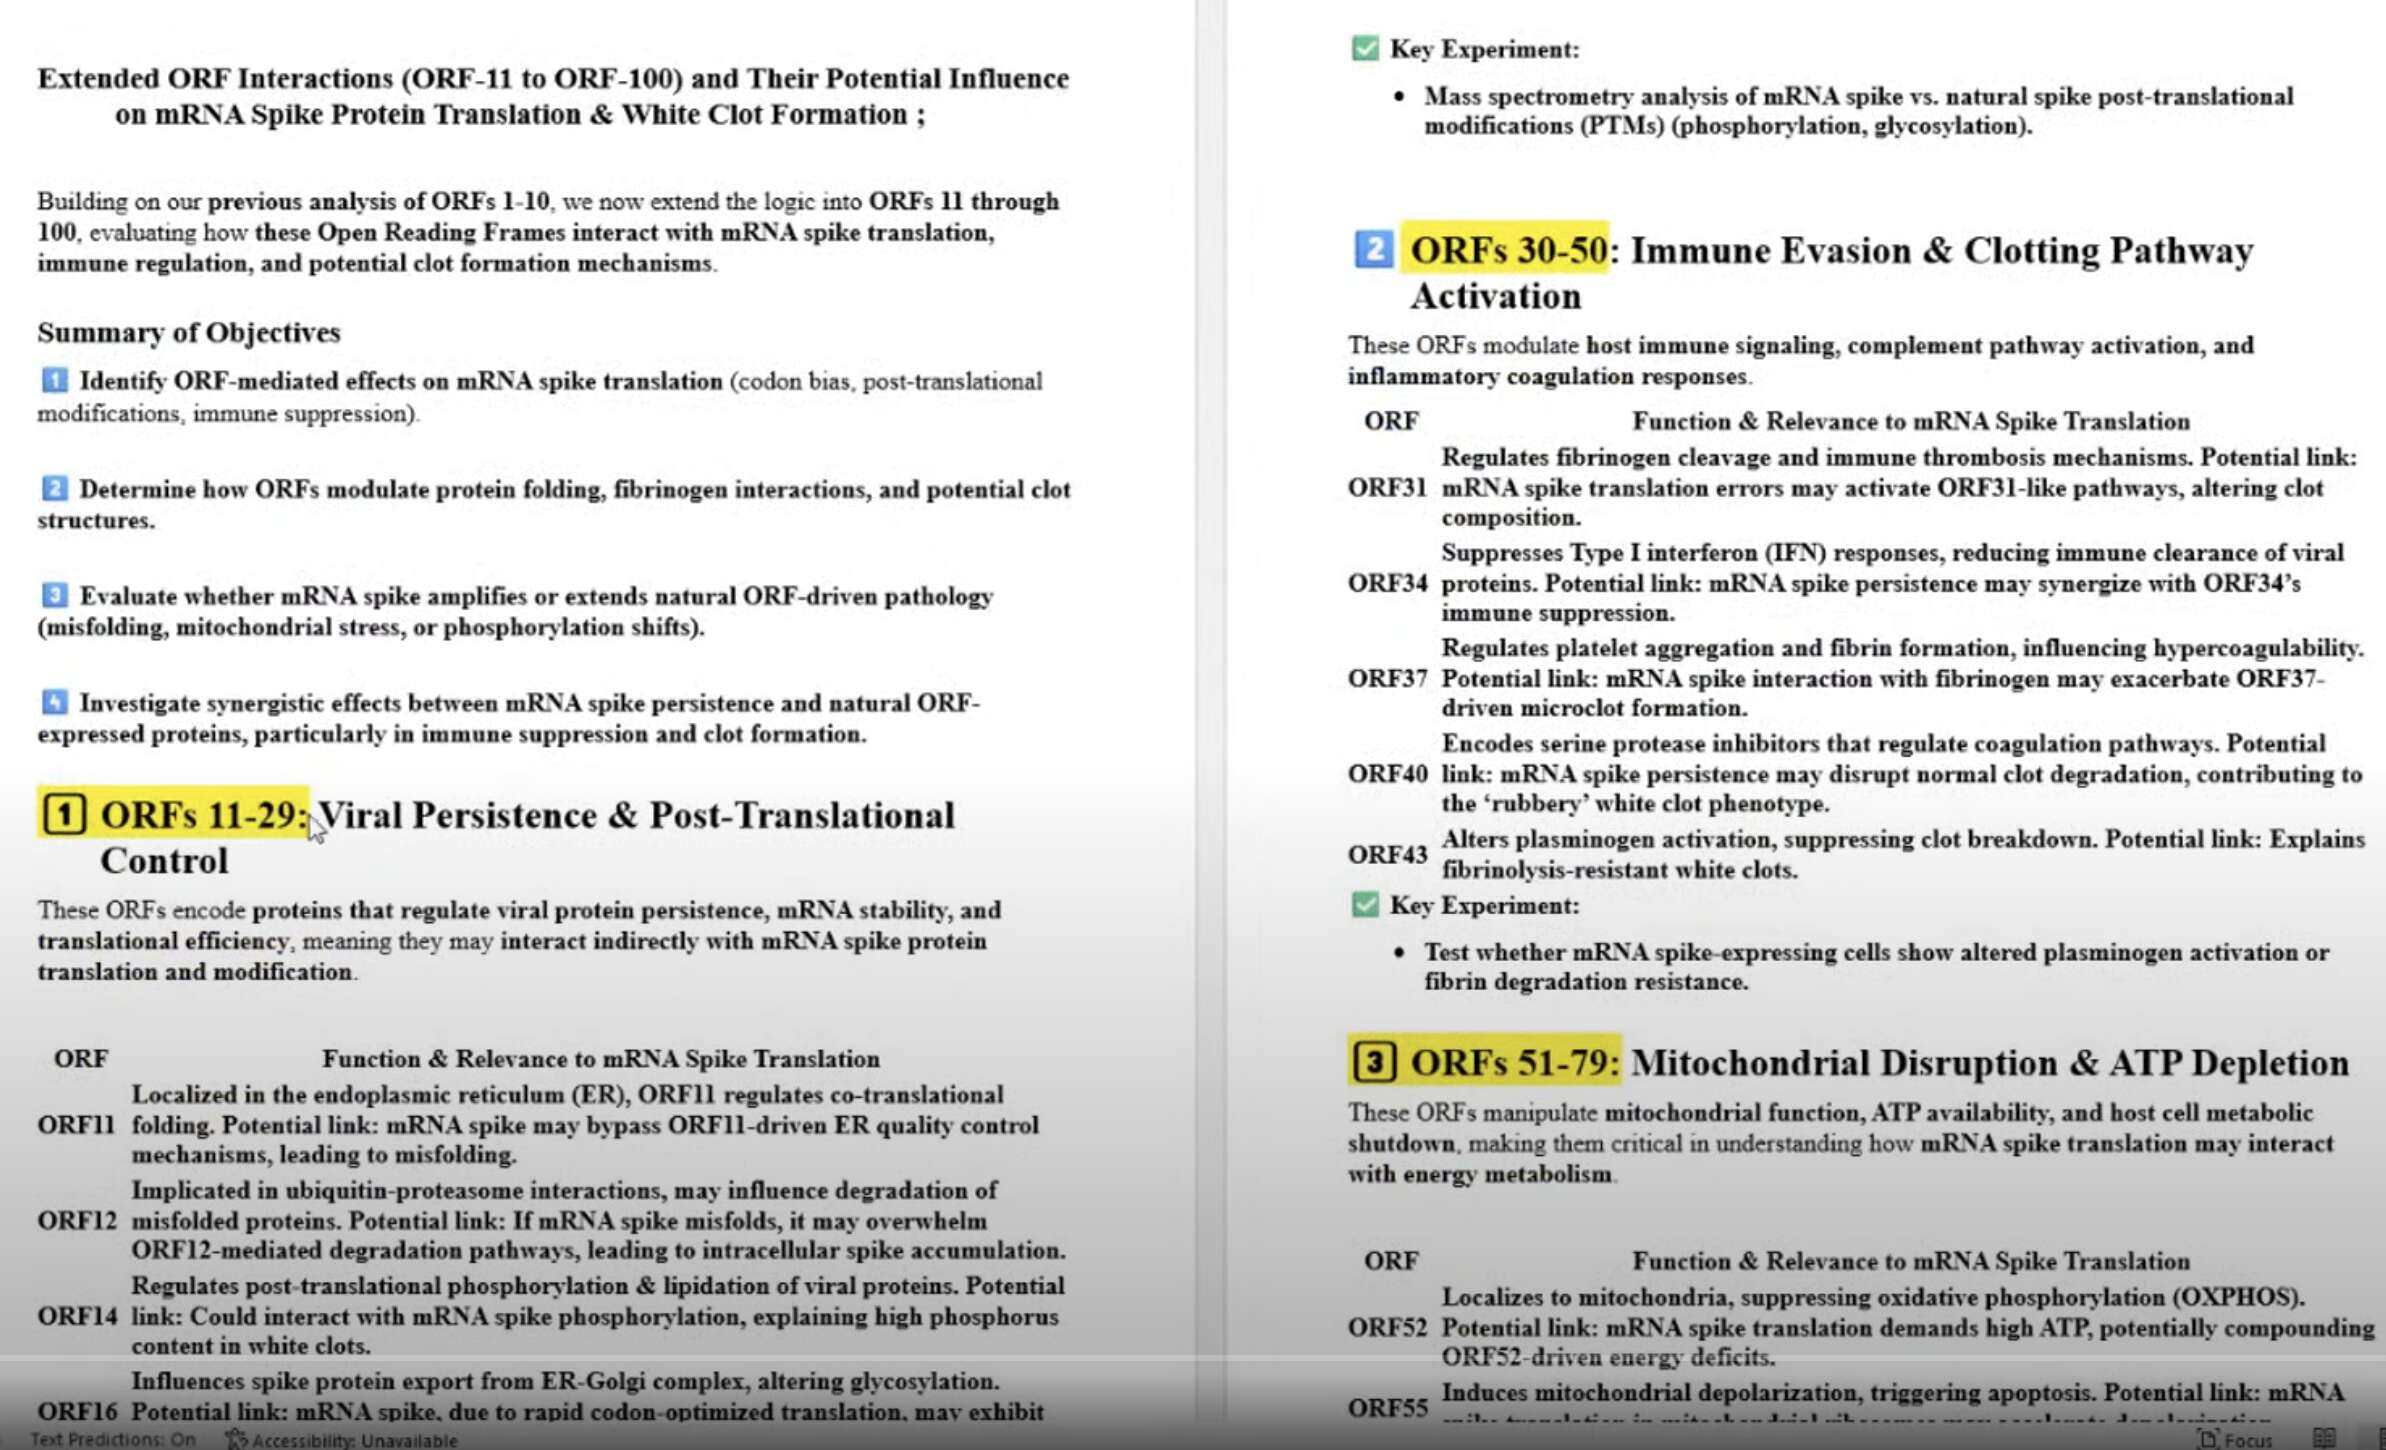 Extended ORF Interactions (ORF-11 to ORF-100) and Their Potential Influence
on mRNA Spike Protein Translation & White Clot Formation ;
Building on our previous analysis of ORFs 1-10, we now extend the logic into ORFs 11 through
100, evaluating how these Open Reading Frames interact with mRNA spike translation,
immune regulation, and potential clot formation mechanisms.
Summary of Objectives
1 Identify ORF-mediated effects on mRNA spike translation (codon bias, post-translational
modifications, immune suppression).
2 Determine how ORFs modulate protein folding, fibrinogen interactions, and potential clot
structures.
3 Evaluate whether mRNA spike amplifies or extends natural ORF-driven pathology
(misfolding, mitochondrial stress, or phosphorylation shifts).
4 Investigate synergistic effects between mRNA spike persistence and natural ORF-
expressed proteins, particularly in immune suppression and clot formation.
1 ORFs 11-29: Viral Persistence & Post-Translational
Control
These ORFs encode proteins that regulate viral protein persistence, mRNA stability, and
translational efficiency, meaning they may interact indirectly with mRNA spike protein
translation and modification.
ORF Function & Relevance to mRNA Spike Translation
Localized in the endoplasmic reticulum (ER), ORF11 regulates co-translational
ORF11 folding. Potential link: mRNA spike may bypass ORF11-driven ER quality control
mechanisms, leading to misfolding.
Implicated in ubiquitin-proteasome interactions, may influence degradation of
ORF12 misfolded proteins. Potential link: If mRNA spike misfolds, it may overwhelm
ORF12-mediated degradation pathways, leading to intracellular spike accumulation.
Regulates post-translational phosphorylation & lipidation of viral proteins. Potential
ORF14 link: Could interact with mRNA spike phosphorylation, explaining high phosphorus
content in white clots.
Influences spike protein export from ER-Golgi complex, altering glycosylation.
ORF16 Potential link: mRNA spike, due to rapid codon-optimized translation, may exhibit
Text Predictions: On Accessibility: Unavailable
✅ Key Experiment:
• Mass spectrometry analysis of mRNA spike vs. natural spike post-translational
modifications (PTMs) (phosphorylation, glycosylation).
2 ORFs 30-50: Immune Evasion & Clotting Pathway
Activation
These ORFs modulate host immune signaling, complement pathway activation, and
inflammatory coagulation responses.
ORF Function & Relevance to mRNA Spike Translation
Regulates fibrinogen cleavage and immune thrombosis mechanisms. Potential link:
ORF31 mRNA spike translation errors may activate ORF31-like pathways, altering clot
composition.
Suppresses Type I interferon (IFN) responses, reducing immune clearance of viral
ORF34 proteins. Potential link: mRNA spike persistence may synergize with ORF34’s
immune suppression.
Regulates platelet aggregation and fibrin formation, influencing hypercoagulability.
ORF37 Potential link: mRNA spike interaction with fibrinogen may exacerbate ORF37-
driven microclot formation.
Encodes serine protease inhibitors that regulate coagulation pathways. Potential
ORF40 link: mRNA spike persistence may disrupt normal clot degradation, contributing to
the ‘rubbery’ white clot phenotype.
ORF43 Alters plasminogen activation, suppressing clot breakdown. Potential link: Explains
fibrinolysis-resistant white clots.
✅ Key Experiment:
• Test whether mRNA spike-expressing cells show altered plasminogen activation or
fibrin degradation resistance.
3 ORFs 51-79: Mitochondrial Disruption & ATP Depletion
These ORFs manipulate mitochondrial function, ATP availability, and host cell metabolic
shutdown, making them critical in understanding how mRNA spike translation may interact
with energy metabolism.
ORF Function & Relevance to mRNA Spike Translation
Localizes to mitochondria, suppressing oxidative phosphorylation (OXPHOS).
ORF52 Potential link: mRNA spike translation demands high ATP, potentially compounding
ORF52-driven energy deficits.
ORF55 Induces mitochondrial depolarization, triggering apoptosis. Potential link: mRNA
Focus